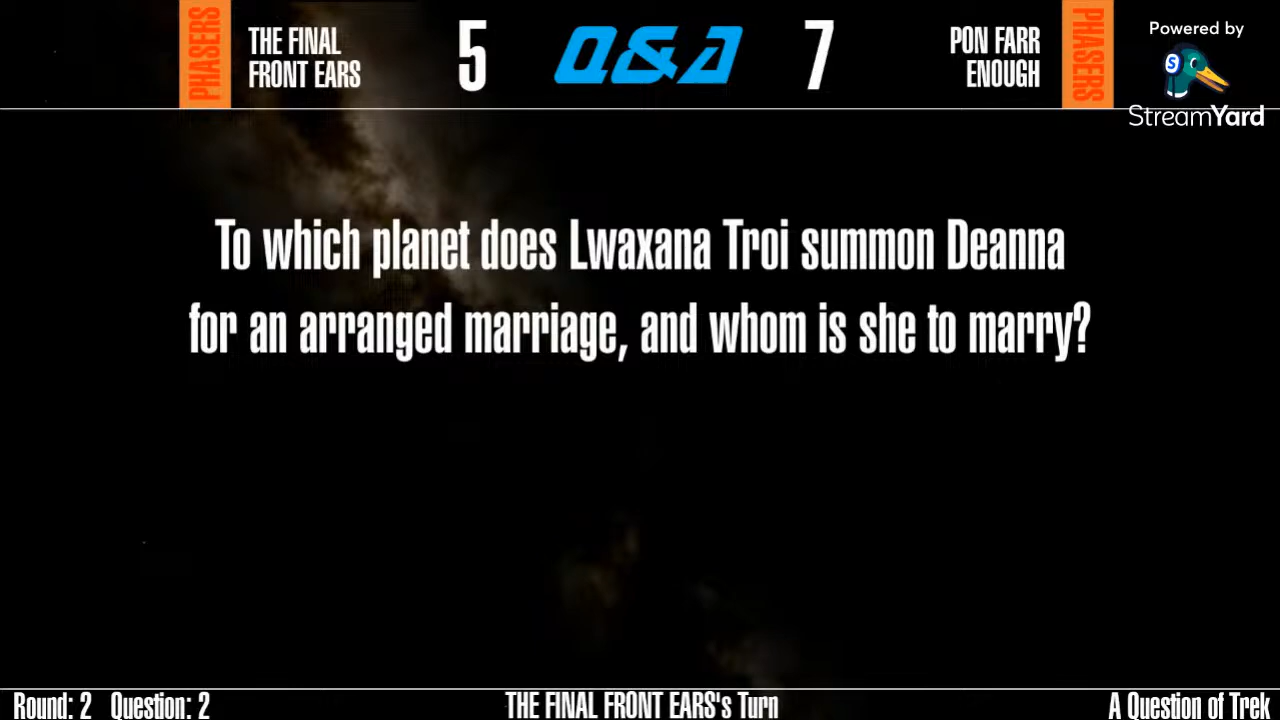 PHASERS
THE FINAL
FRONT EARS
5
Q&A
7
PON FARR
ENOUGH
PHASERS
Powered by
S
StreamYard
To which planet does Lwaxana Troi summon Deanna
for an arranged marriage, and whom is she to marry?
Round: 2 Question: 2
THE FINAL FRONT EARS's Turn
A Question of Trek